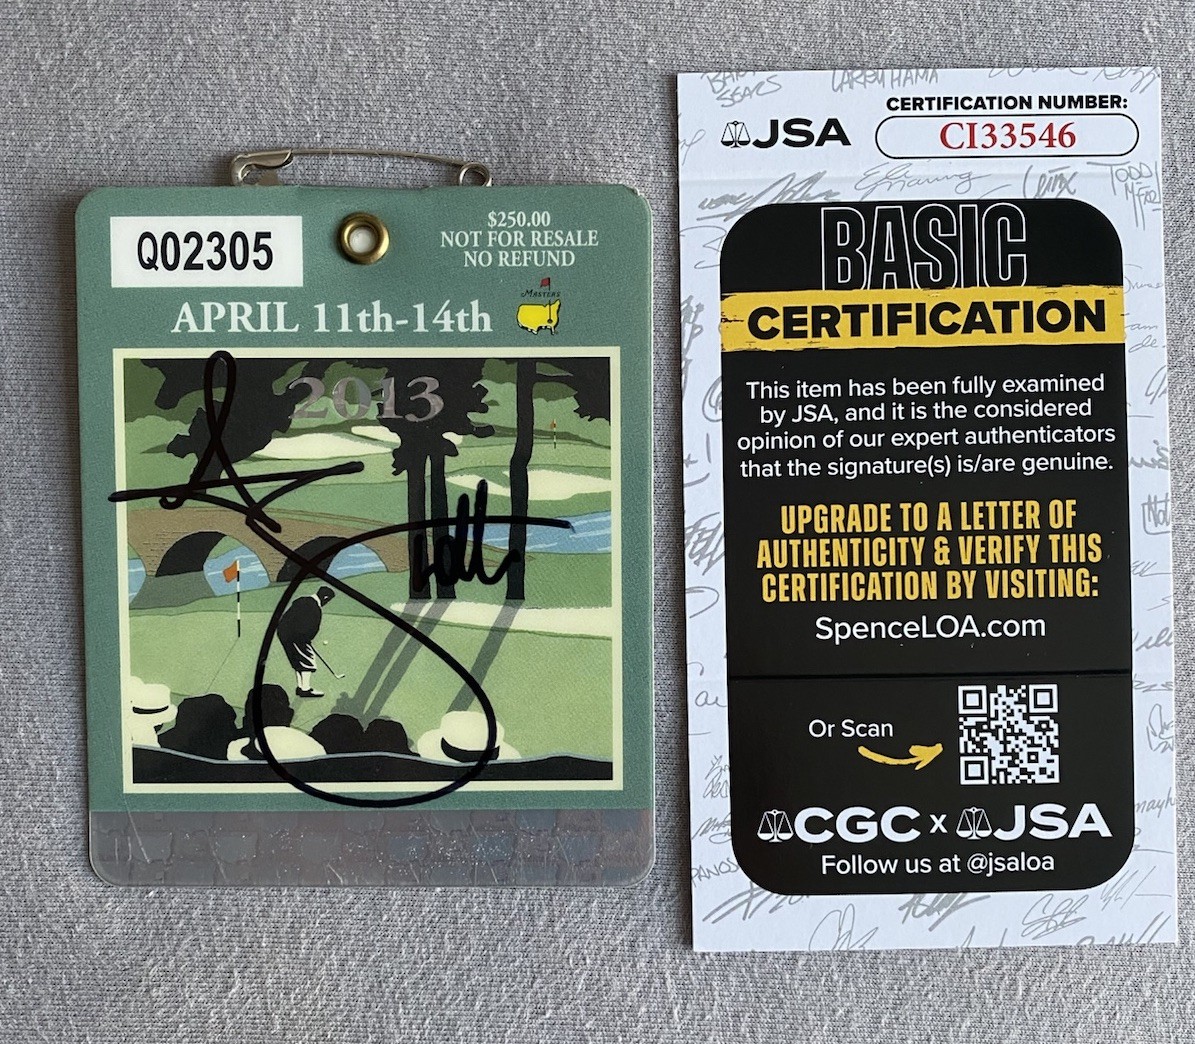 Q02305
$250.00
NOT FOR RESALE
NO REFUND
MASTERS
APRIL 11th-14th
2013
JSA
CERTIFICATION NUMBER:
CI33546
BASIC
CERTIFICATION
This item has been fully examined
by JSA, and it is the considered
opinion of our expert authenticators
that the signature(s) is/are genuine.
UPGRADE TO A LETTER OF
AUTHENTICITY & VERIFY THIS
CERTIFICATION BY VISITING:
SpenceLOA.com
Or Scan
CGC x JSA
Follow us at @jsaloa
LARRY HAMA